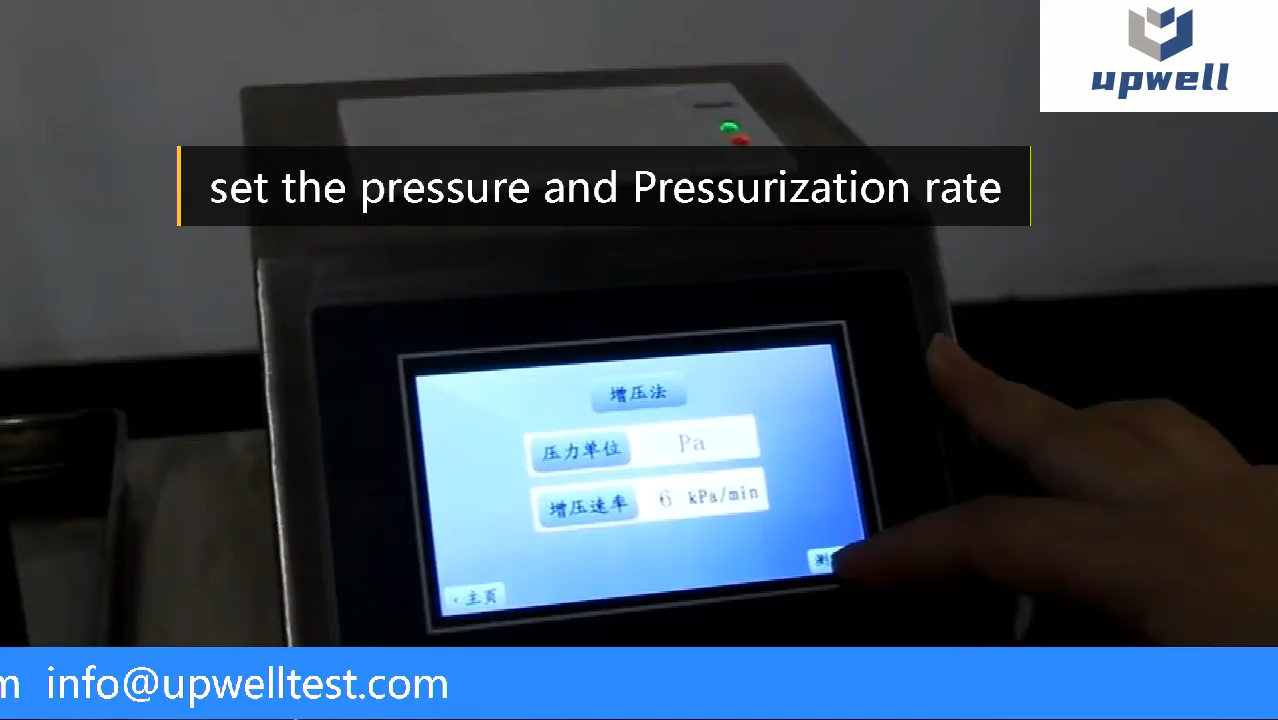 upwell
set the pressure and Pressurization rate
增压法
压力单位 Pa
增压速率 6 kPa/min
测
主页
m info@upwelltest.com